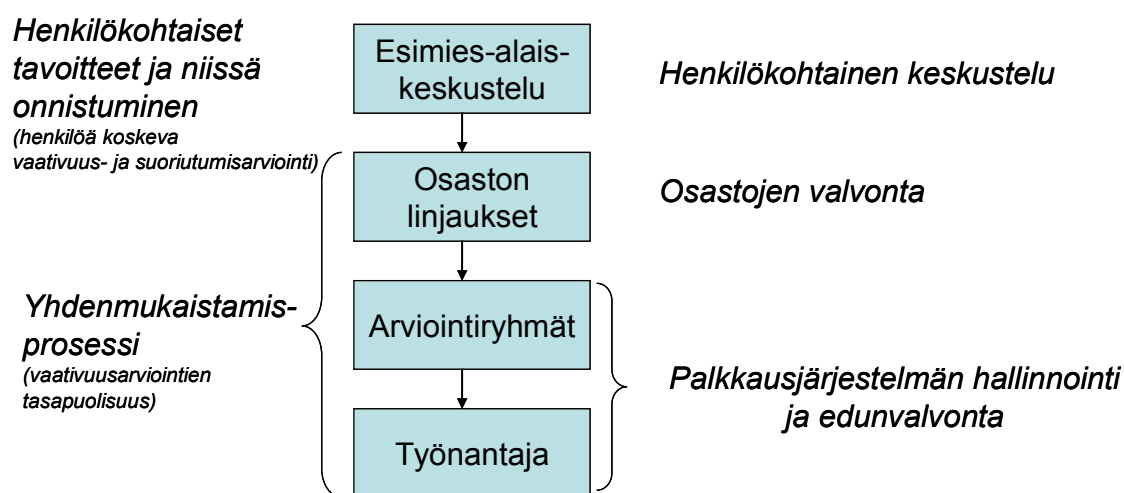 Henkilökohtaiset
tavoitteet ja niissä
onnistuminen
(henkilöä koskeva
vaativuus- ja suoriutumisarviointi)
Esimies-alais-
keskustelu
Henkilökohtainen keskustelu
Osaston
linjaukset
Osastojen valvonta
Yhdenmukaistamis-
prosessi
(vaativuusarviointien
tasapuolisuus)
Arviointiryhmät
Työnantaja
Palkkausjärjestelmän hallinnointi
ja edunvalvonta